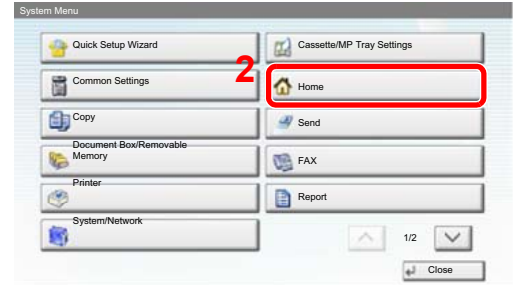 System Menu
Quick Setup Wizard
Cassette/MP Tray Settings
2
Common Settings
Home
Copy
Send
Document Box/Removable
Memory
FAX
Printer
Report
System/Network
1/2
Close